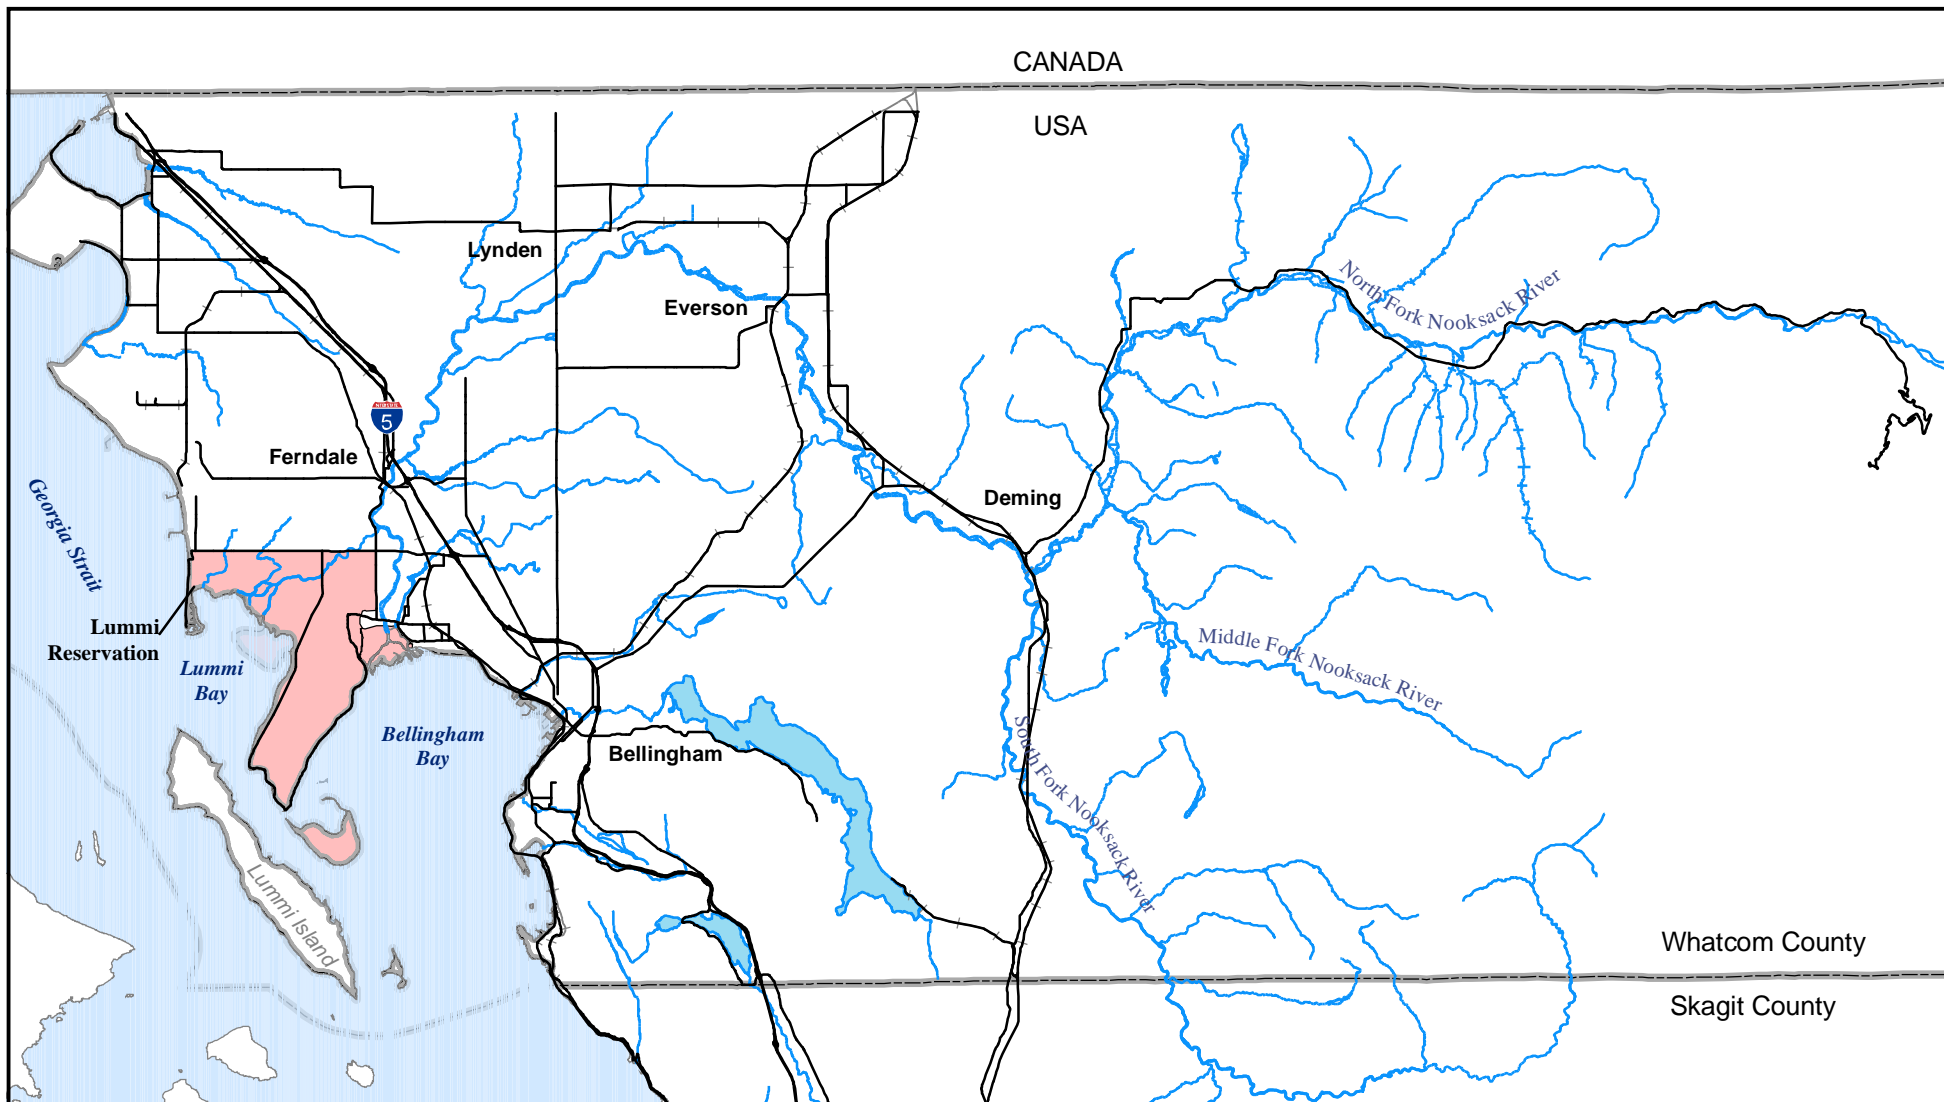 CANADA
USA
Lynden
Everson
North Fork Nooksack River
5
Ferndale
Georgia Strait
Deming
Lummi
Reservation
Lummi
Bay
Middle Fork Nooksack River
Bellingham
Bay
Bellingham
South Fork Nooksack River
Lummi Island
Whatcom County
Skagit County